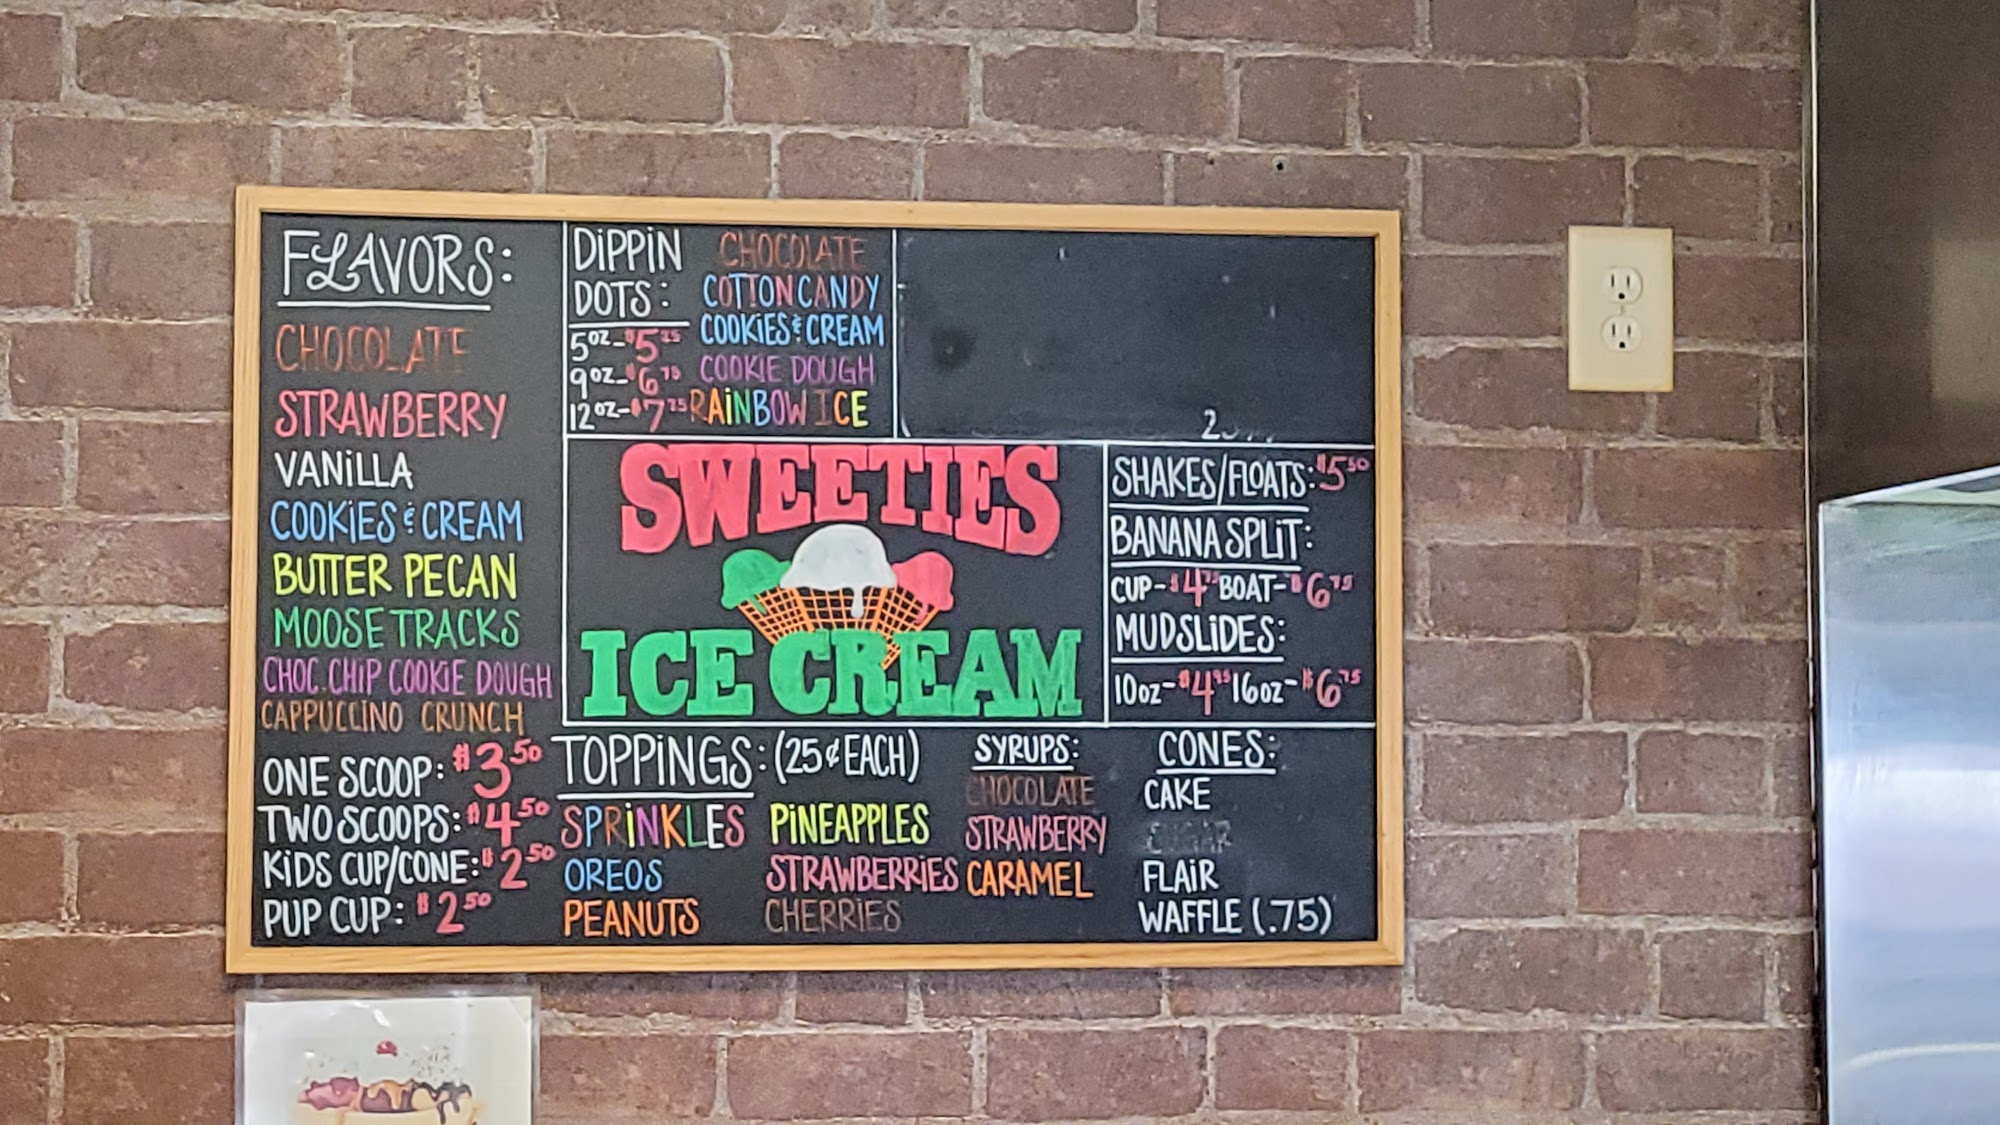 FLAVORS:
CHOCOLATE
STRAWBERRY
VANILLA
COOKIES & CREAM
BUTTER PECAN
MOOSE TRACKS
CHOC. CHIP COOKIE DOUGH
CAPPUCCINO CRUNCH
ONE SCOOP: $3.50
TWO SCOOPS: $4.50
KIDS CUP/CONE: $2.50
PUP CUP: $2.50
DIPPIN DOTS:
5oz-$5.25
9oz-$6.75
12oz-$7.25
CHOCOLATE
COTTON CANDY
COOKIES & CREAM
COOKIE DOUGH
RAINBOW ICE
SWEETIES
ICE CREAM
SHAKES/FLOATS: $5.50
BANANA SPLIT:
CUP-$4.75 BOAT-$6.75
MUDSLIDES:
10oz-$4.95 16oz-$6.75
TOPPINGS: (25¢ EACH)
SPRINKLES
OREOS
PEANUTS
PINEAPPLES
STRAWBERRIES
CHERRIES
SYRUPS:
CHOCOLATE
STRAWBERRY
CARAMEL
CONES:
CAKE
SUGAR
FLAIR
WAFFLE (.75)